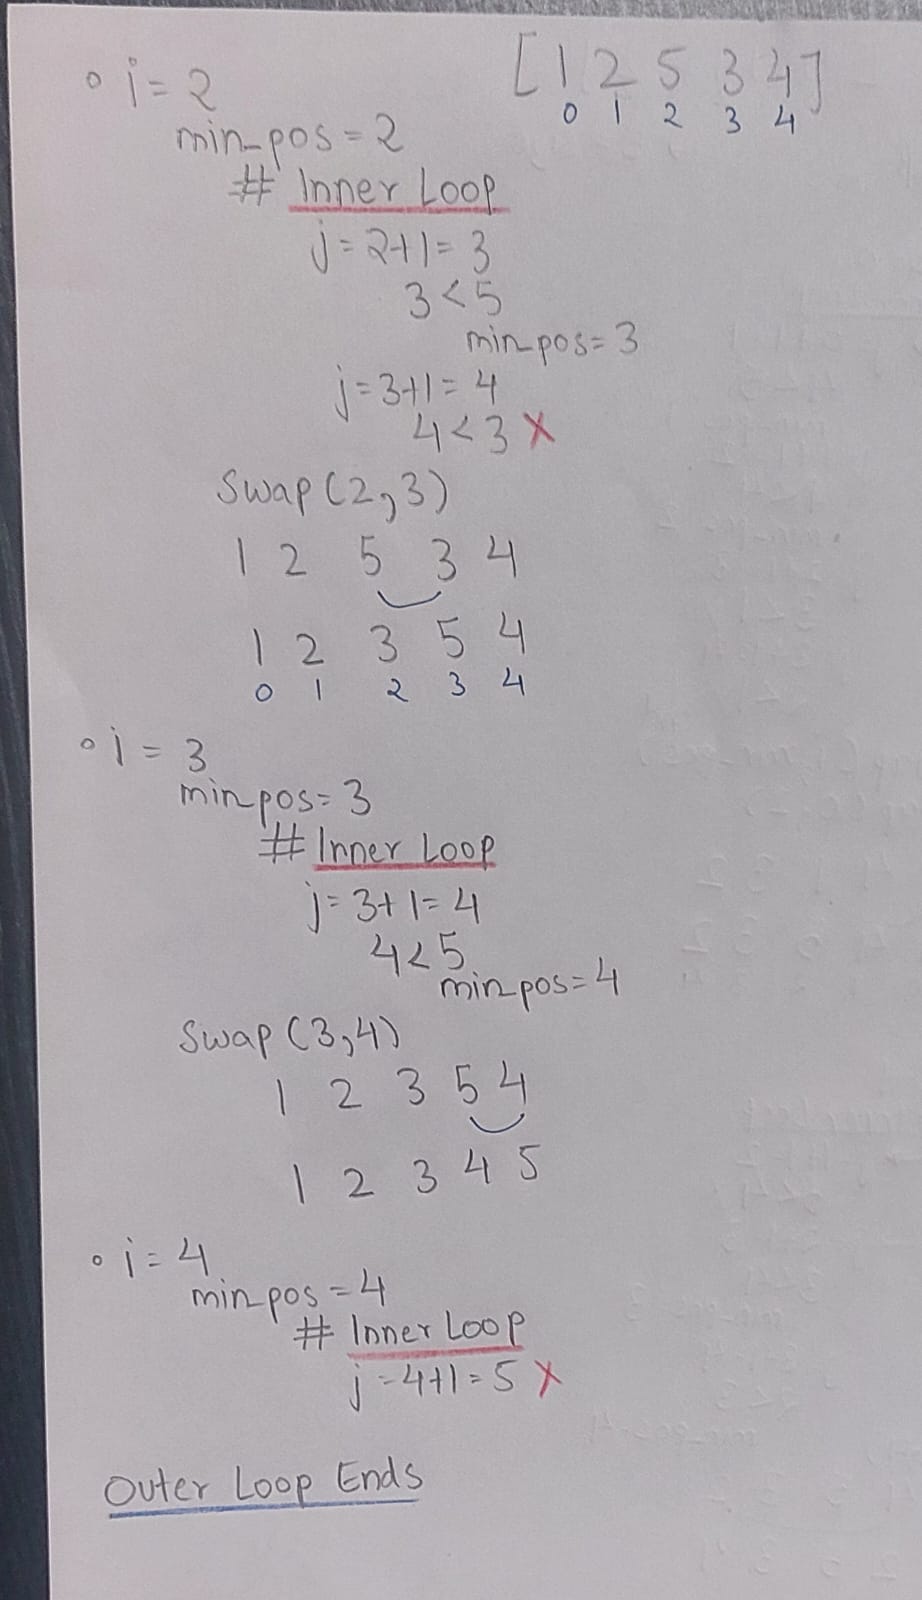 [1 2 5 3 4]
0 1 2 3 4
∘ i = 2
min_pos = 2
# Inner Loop
j = 2+1 = 3
3 < 5
min_pos = 3
j = 3+1 = 4
4 < 3 X
Swap (2,3)
1 2 5 3 4
1 2 3 5 4
0 1 2 3 4
∘ i = 3
min_pos = 3
# Inner Loop
j = 3+1 = 4
4 < 5
min_pos = 4
Swap (3,4)
1 2 3 5 4
1 2 3 4 5
∘ i = 4
min_pos = 4
# Inner Loop
j = 4+1 = 5 X
Outer Loop Ends